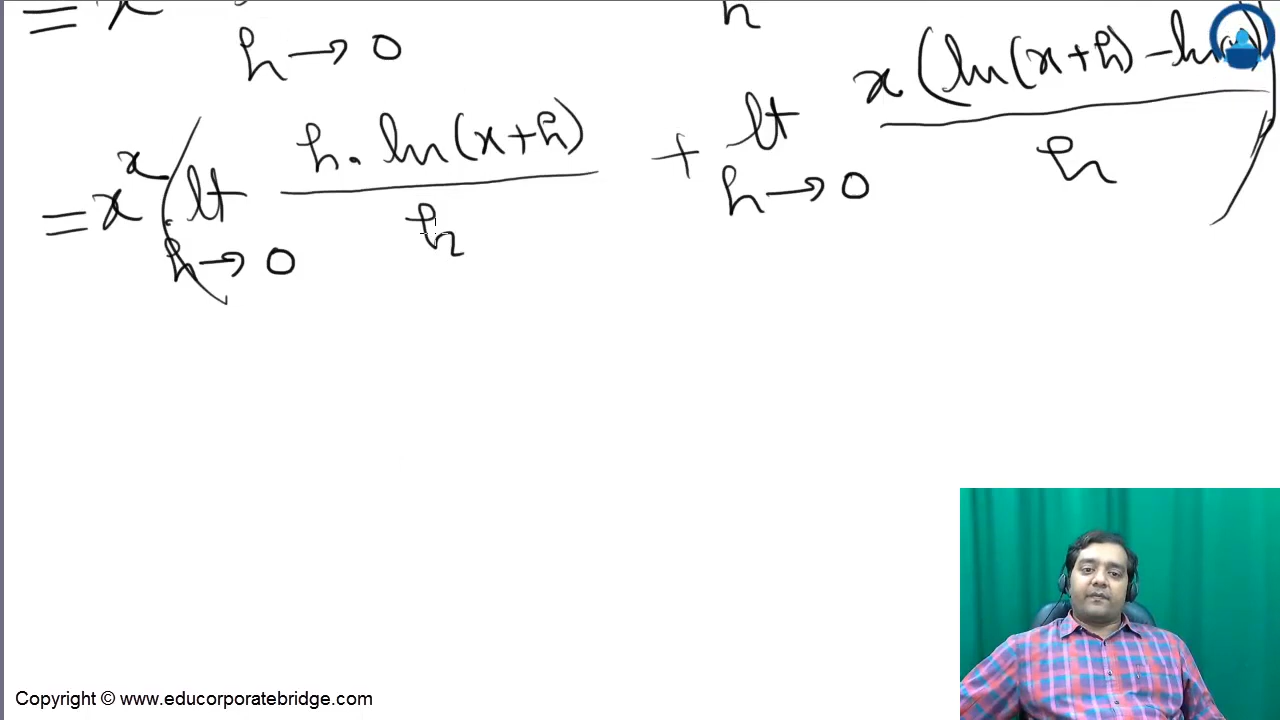 = x h
h → 0
= x^x ( lt h → 0 h. ln(x+h) / h + lt h → 0 x (ln(x+h) - ln / h )
Copyright © www.educorporatebridge.com